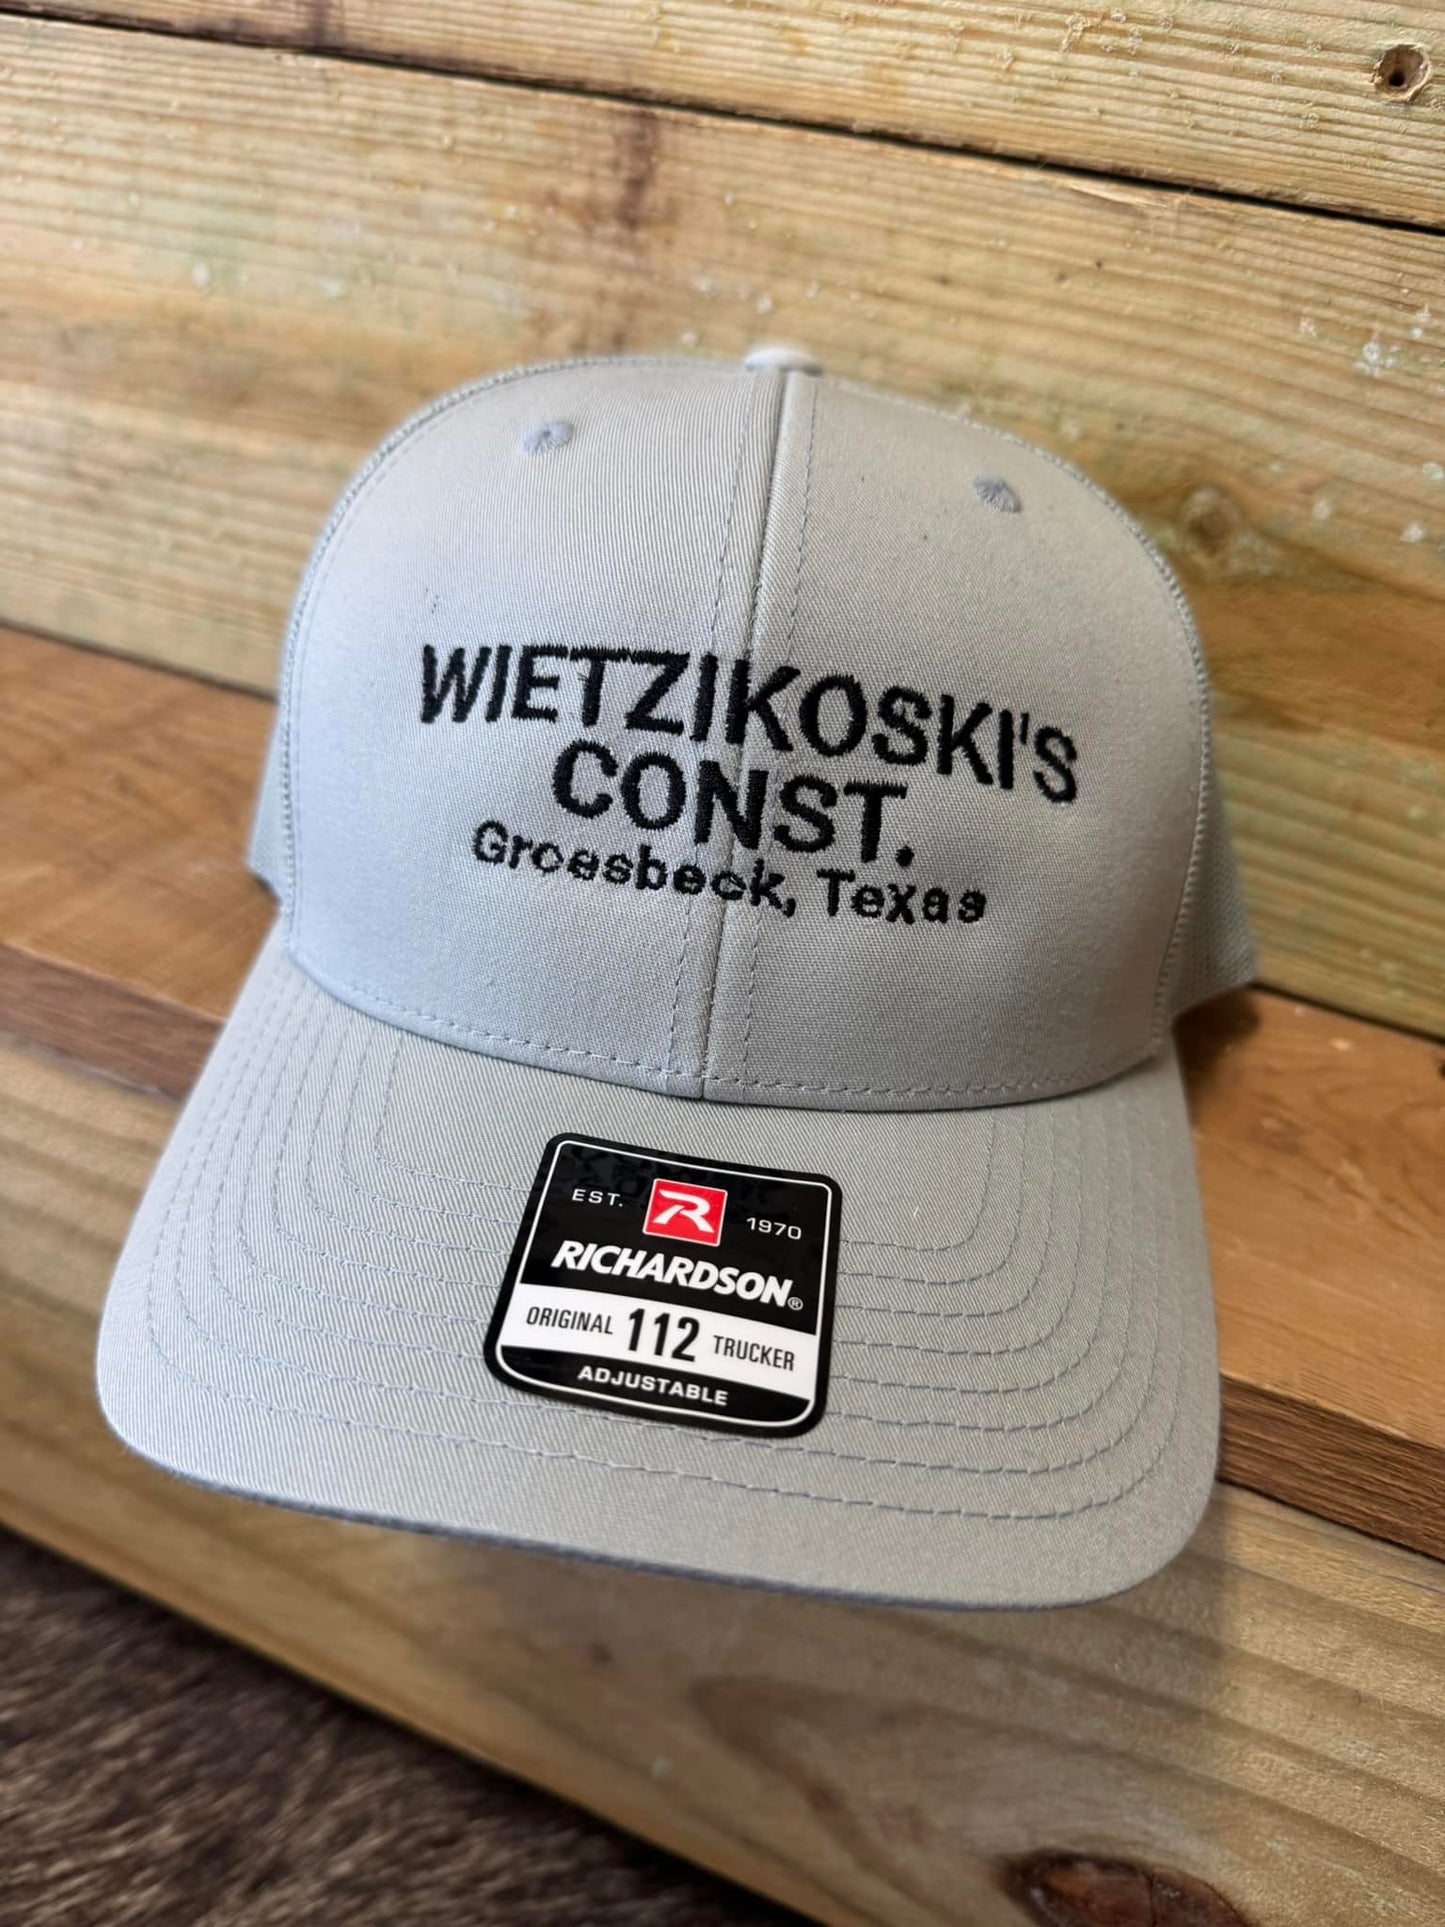 WIETZIKOSKI'S
CONST.
Groesbeck, Texas
EST. R 1970
RICHARDSON®
ORIGINAL 112 TRUCKER
ADJUSTABLE